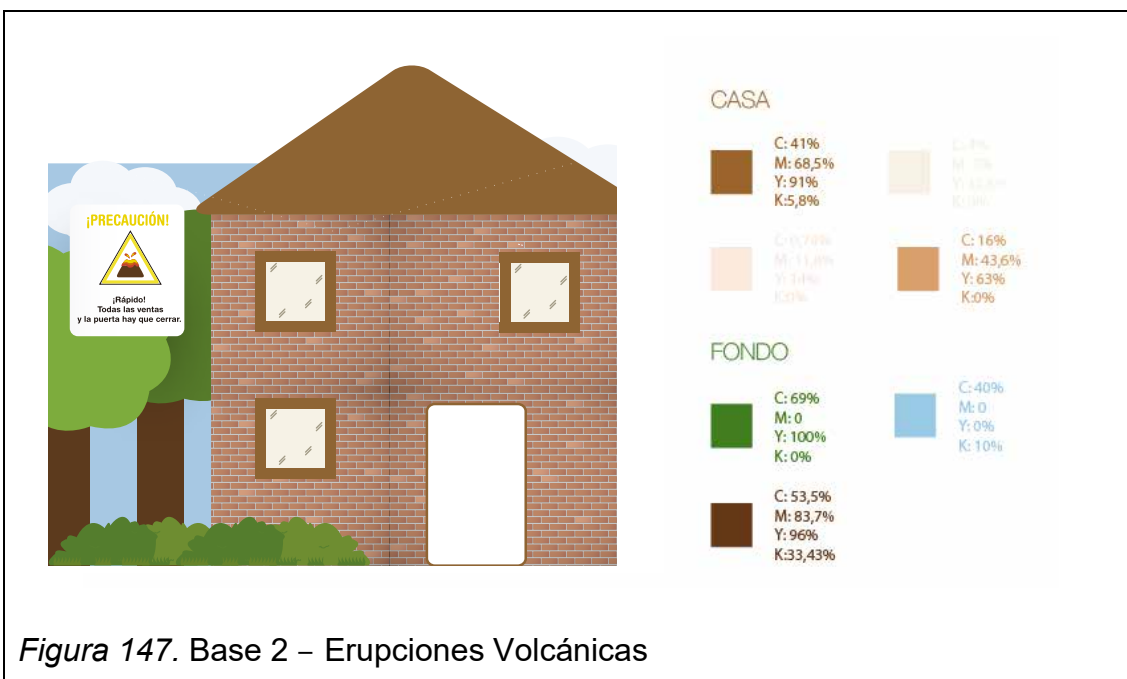 ¡PRECAUCIÓN!
¡Rápido!
Todas las ventas
y la puerta hay que cerrar.
CASA
C: 41%
M: 68,5%
Y: 91%
K:5,8%
C: 16%
M: 43,6%
Y: 63%
K:0%
FONDO
C: 69%
M: 0
Y: 100%
K: 0%
C: 40%
M: 0
Y: 0%
K: 10%
C: 53,5%
M: 83,7%
Y: 96%
K:33,43%
Figura 147. Base 2 – Erupciones Volcánicas